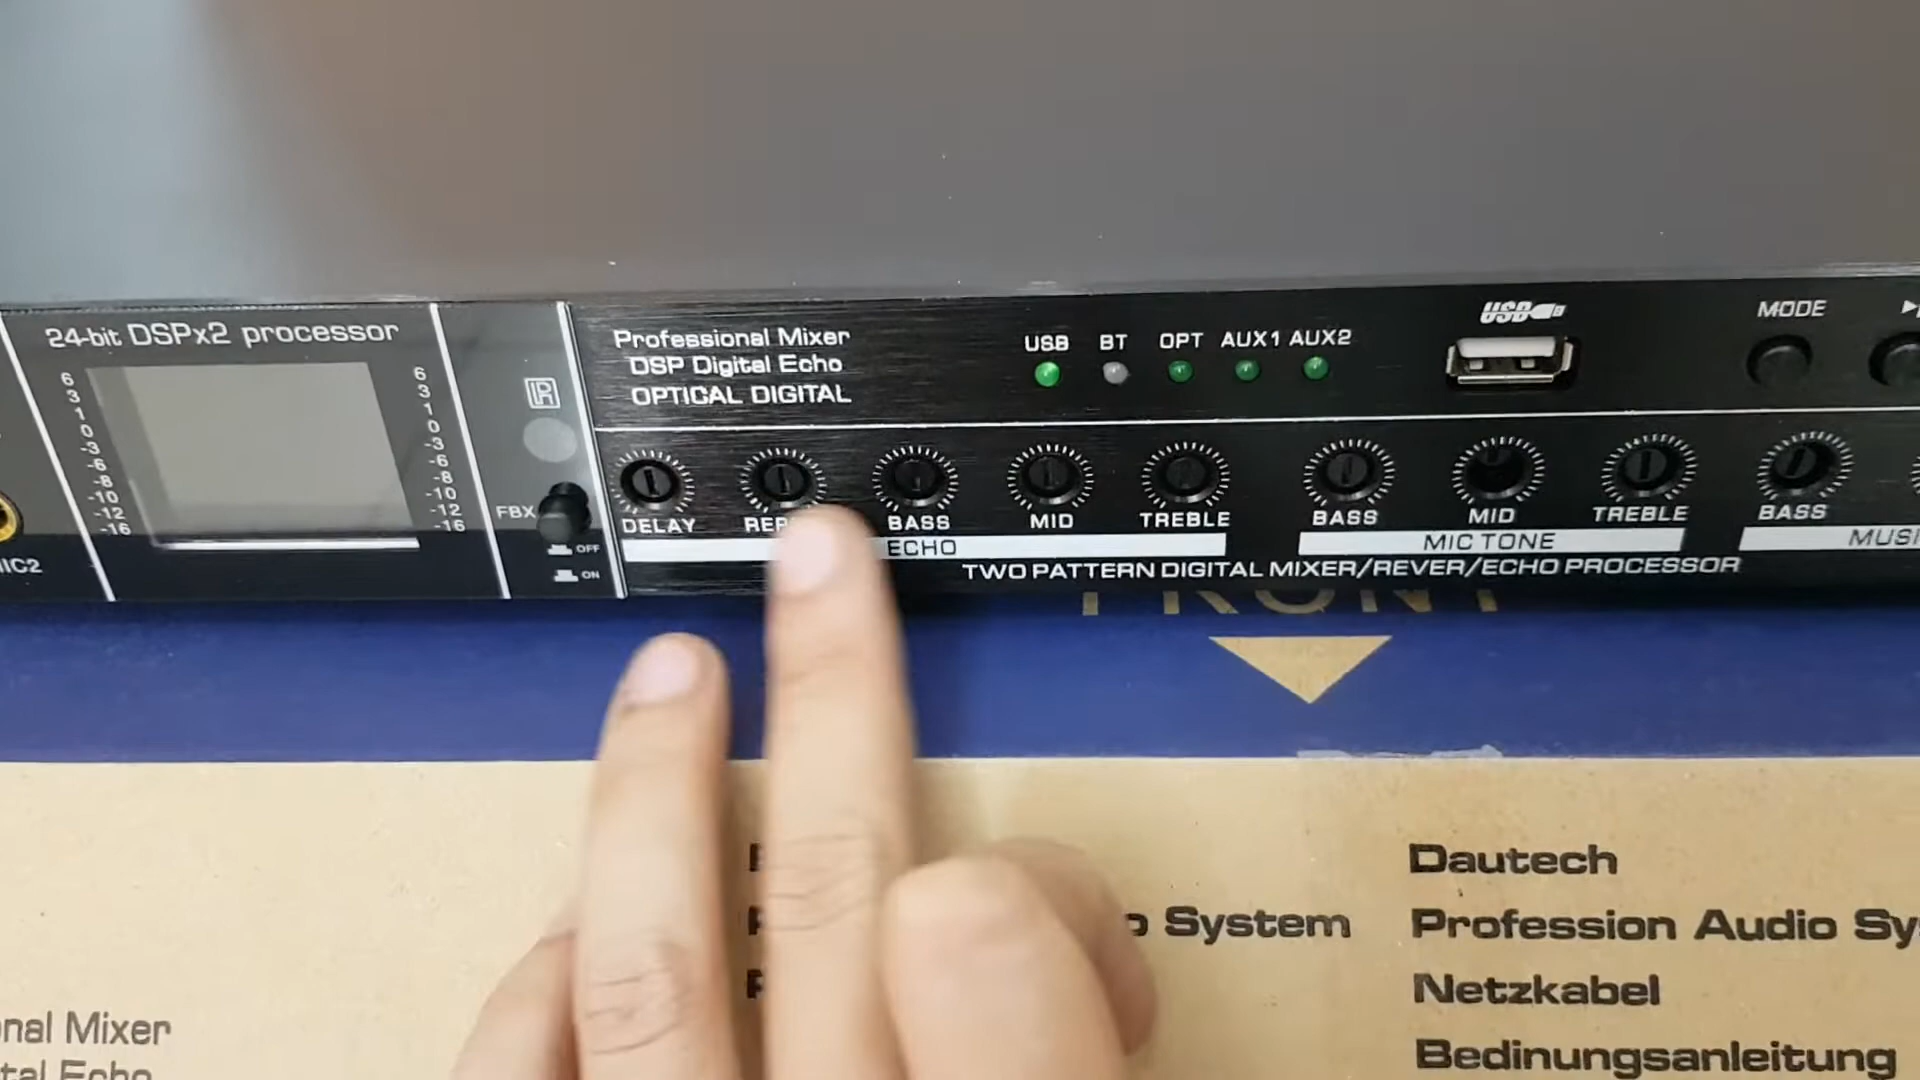 24-bit DSPx2 processor
6
3
1
0
-3
-6
-8
-10
-12
-16
6
3
1
0
-3
-6
-8
-10
-12
-16
IR
FBX
OFF
ON
Professional Mixer
DSP Digital Echo
OPTICAL DIGITAL
USB BT OPT AUX1 AUX2
USB
MODE
DELAY BASS MID TREBLE
ECHO
BASS MID TREBLE
MIC TONE
BASS
TWO PATTERN DIGITAL MIXER/REVER/ECHO PROCESSOR
FRONT
Dautech
System
Profession Audio
Netzkabel
Bedinungsanleitung
Mixer
Echo